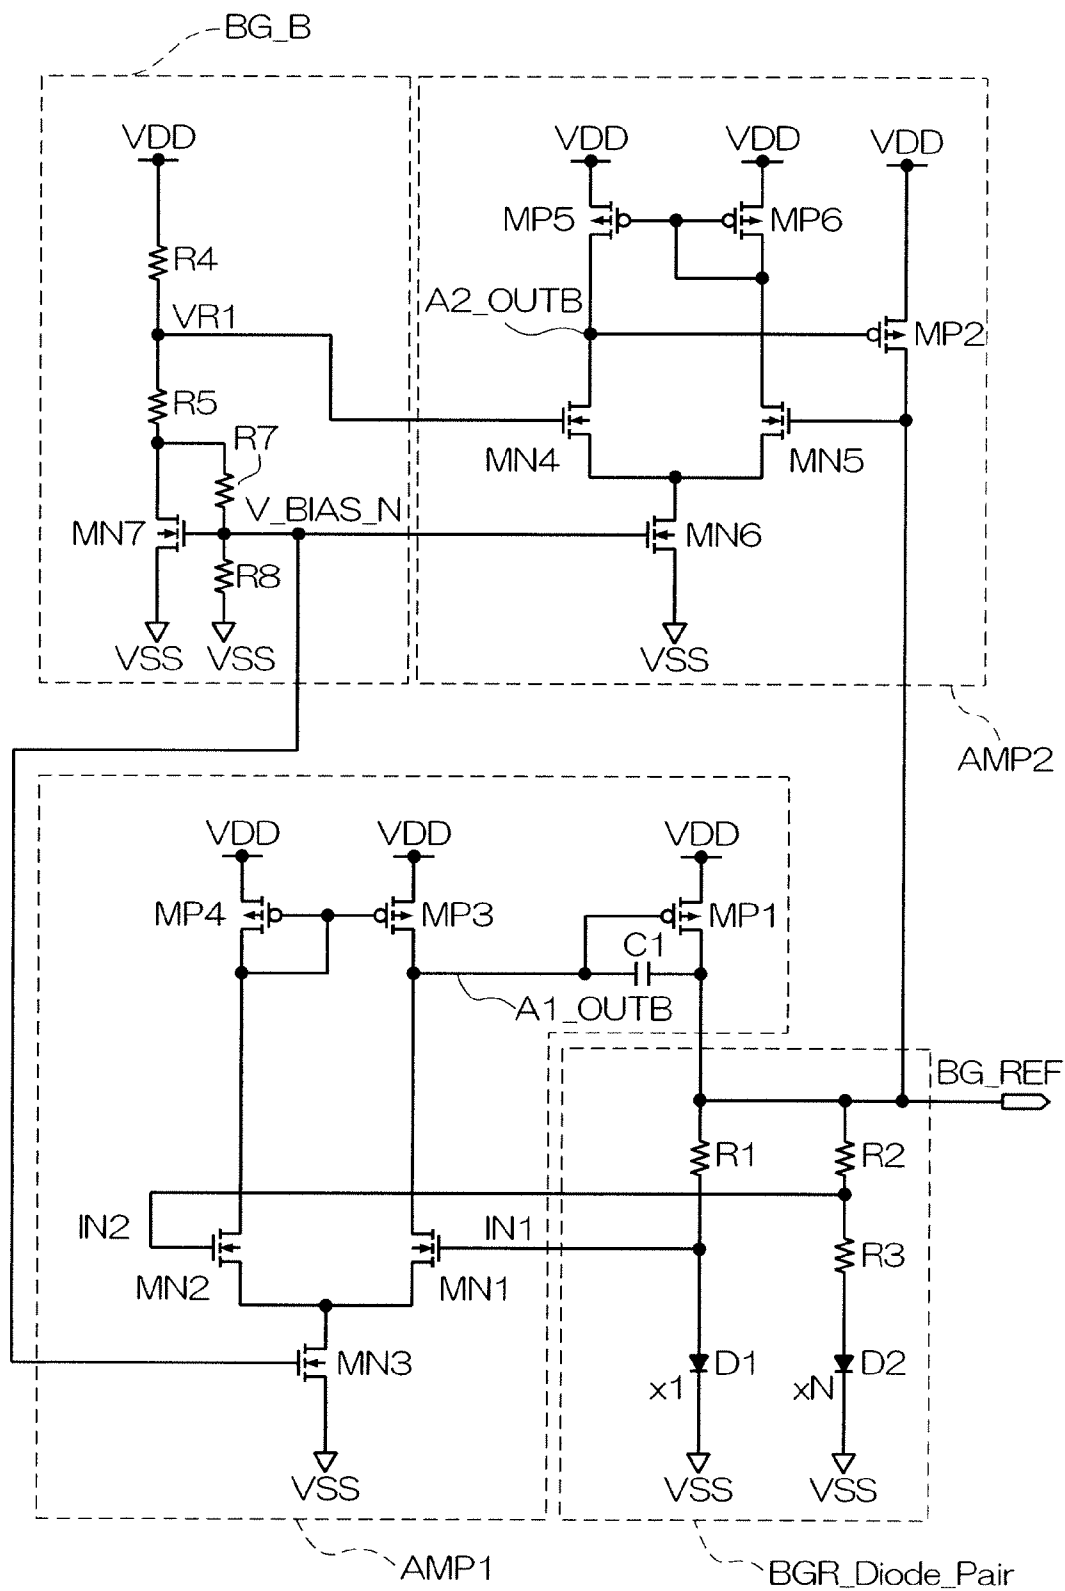 BG_B
VDD
VDD
VDD
VDD
MP5
MP6
R4
A2_OUTB
VR1
MP2
R5
R7
MN4
MN5
V_BIAS_N
MN7
MN6
R8
VSS
VSS
VSS
AMP2
VDD
VDD
VDD
MP4
MP3
MP1
C1
A1_OUTB
BG_REF
R1
R2
IN2
IN1
R3
MN2
MN1
MN3
D1
D2
x1
xN
VSS
VSS
VSS
AMP1
BGR_Diode_Pair